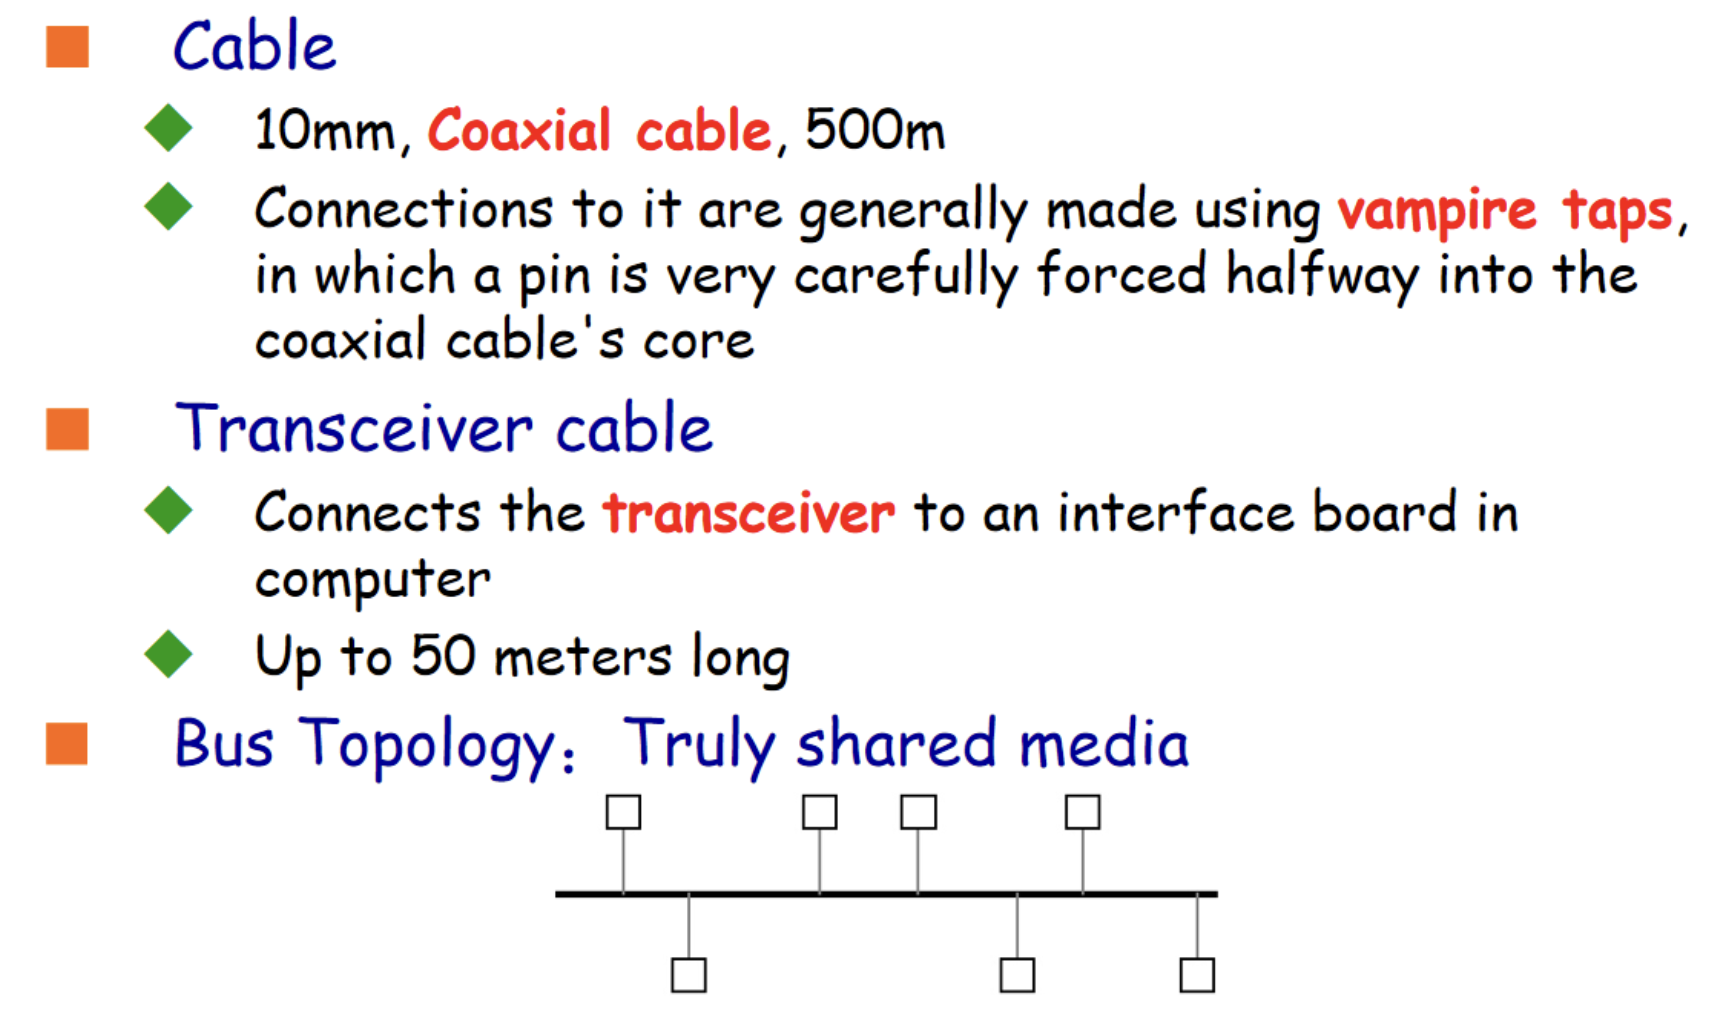 Cable
10mm, Coaxial cable, 500m
Connections to it are generally made using vampire taps,
in which a pin is very carefully forced halfway into the
coaxial cable's core
Transceiver cable
Connects the transceiver to an interface board in
computer
Up to 50 meters long
Bus Topology：Truly shared media